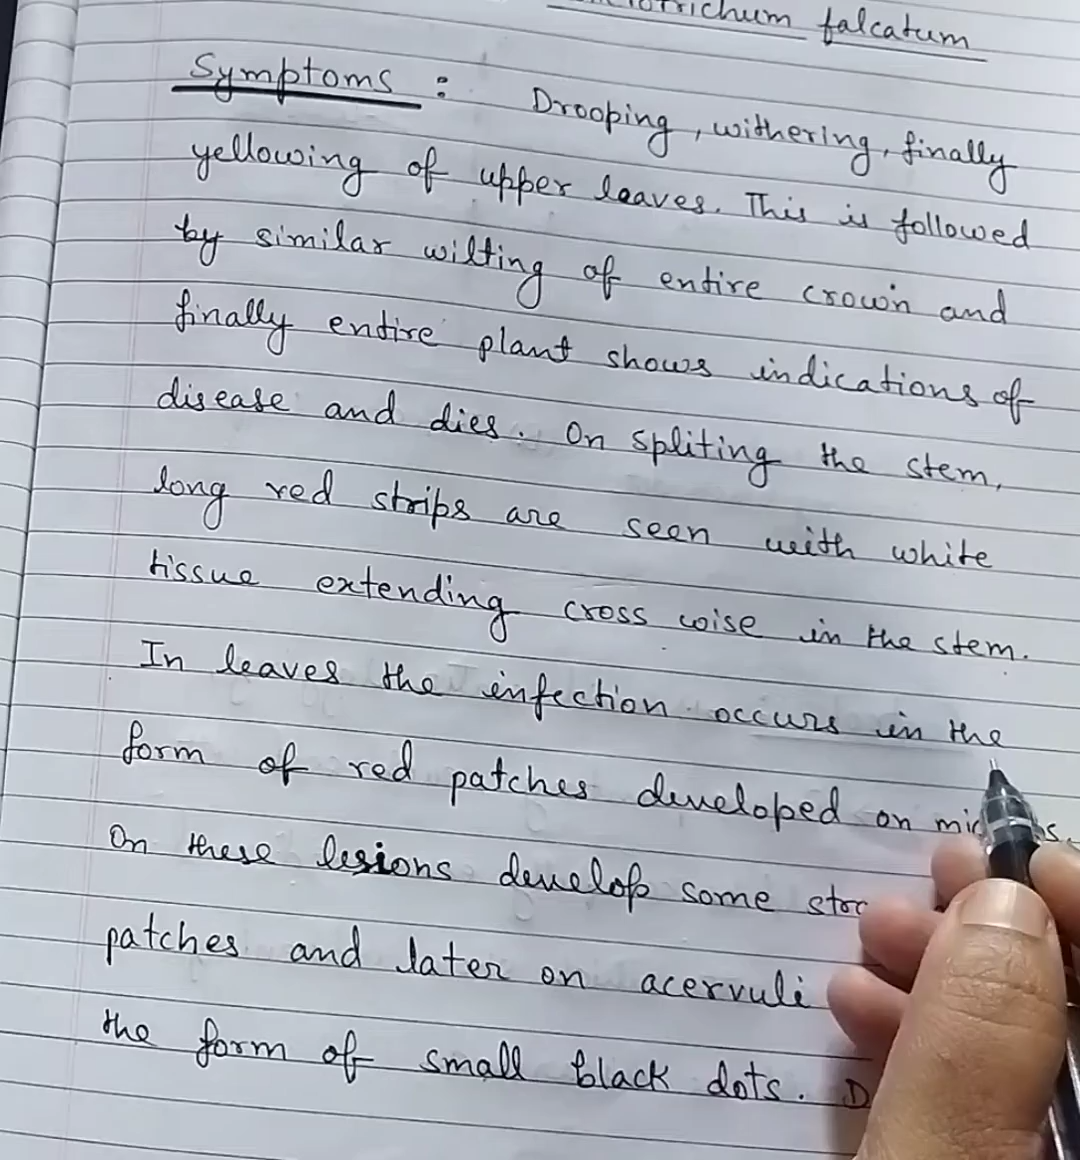 falcatum
Symptoms : Drooping, withering, finally
yellowing of upper leaves. This is followed
by similar wilting of entire crown and
finally entire plant shows indications of
disease and dies. On spliting the stem,
long red strips are seen with white
tissue extending cross wise in the stem.
In leaves the infection occurs in the
form of red patches developed on
On these lesions develop some
patches and later on acervuli
the form of small black dots.